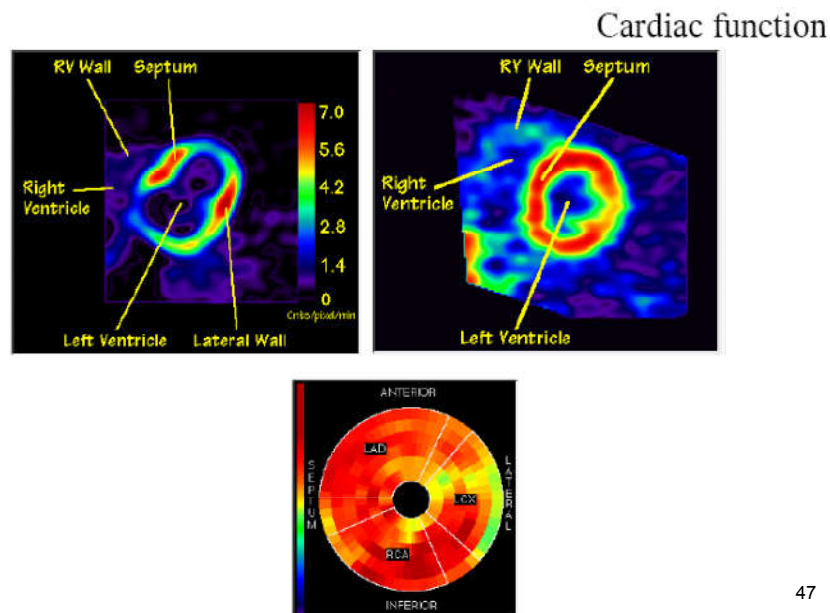 Cardiac function
RV Wall Septum
7.0
5.6
4.2
2.8
1.4
0
Cnts/pixel/min
Right
Ventricle
Left Ventricle Lateral Wall
RY Wall Septum
Right
Ventricle
Left Ventricle
ANTERIOR
SEPTUM
LAD
LATERAL
LCX
RCA
INFERIOR
47